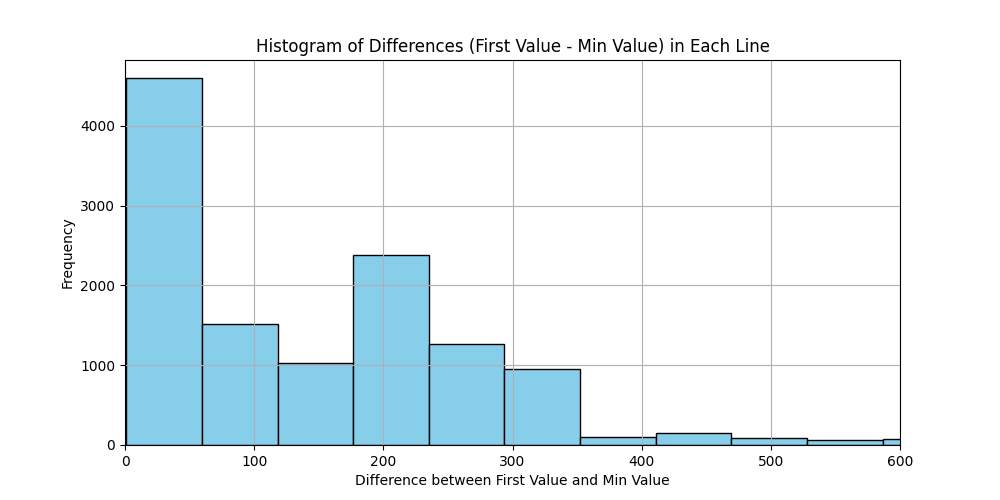 Histogram of Differences (First Value - Min Value) in Each Line
Frequency
4000
3000
2000
1000
0
0 100 200 300 400 500 600
Difference between First Value and Min Value